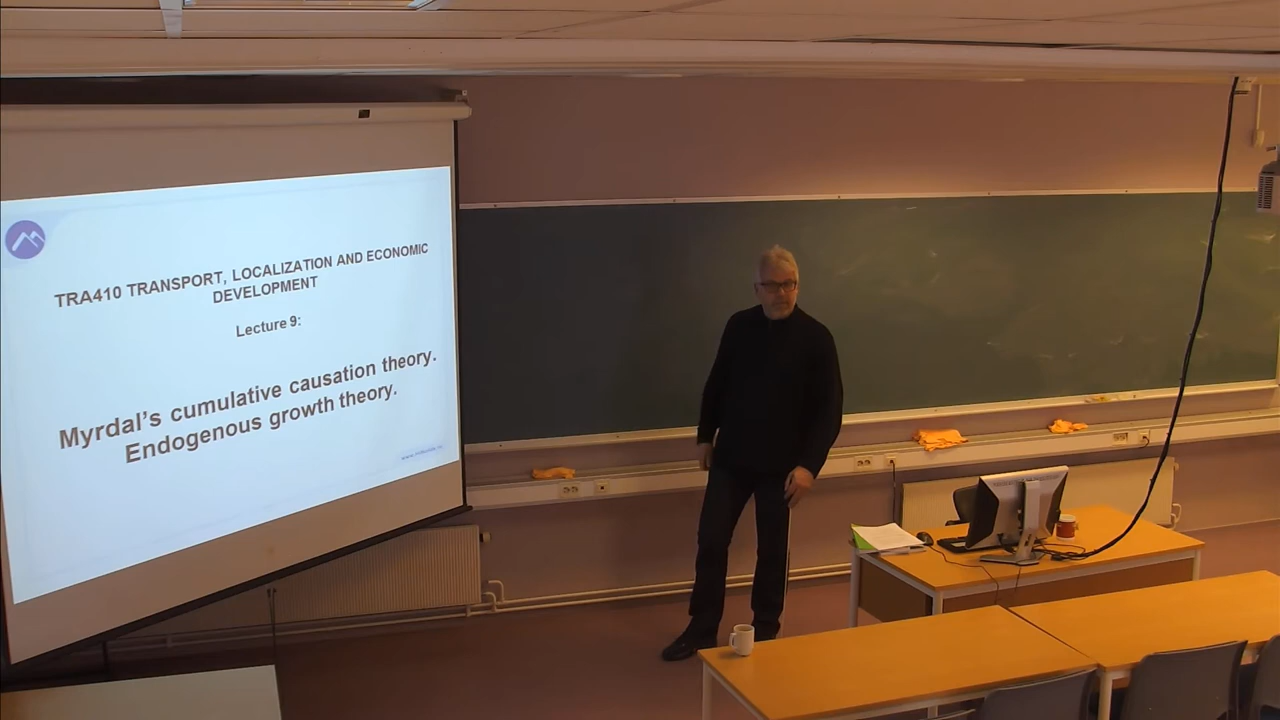 TRA410 TRANSPORT, LOCALIZATION AND ECONOMIC
DEVELOPMENT
Lecture 9:
Myrdal's cumulative causation theory.
Endogenous growth theory.